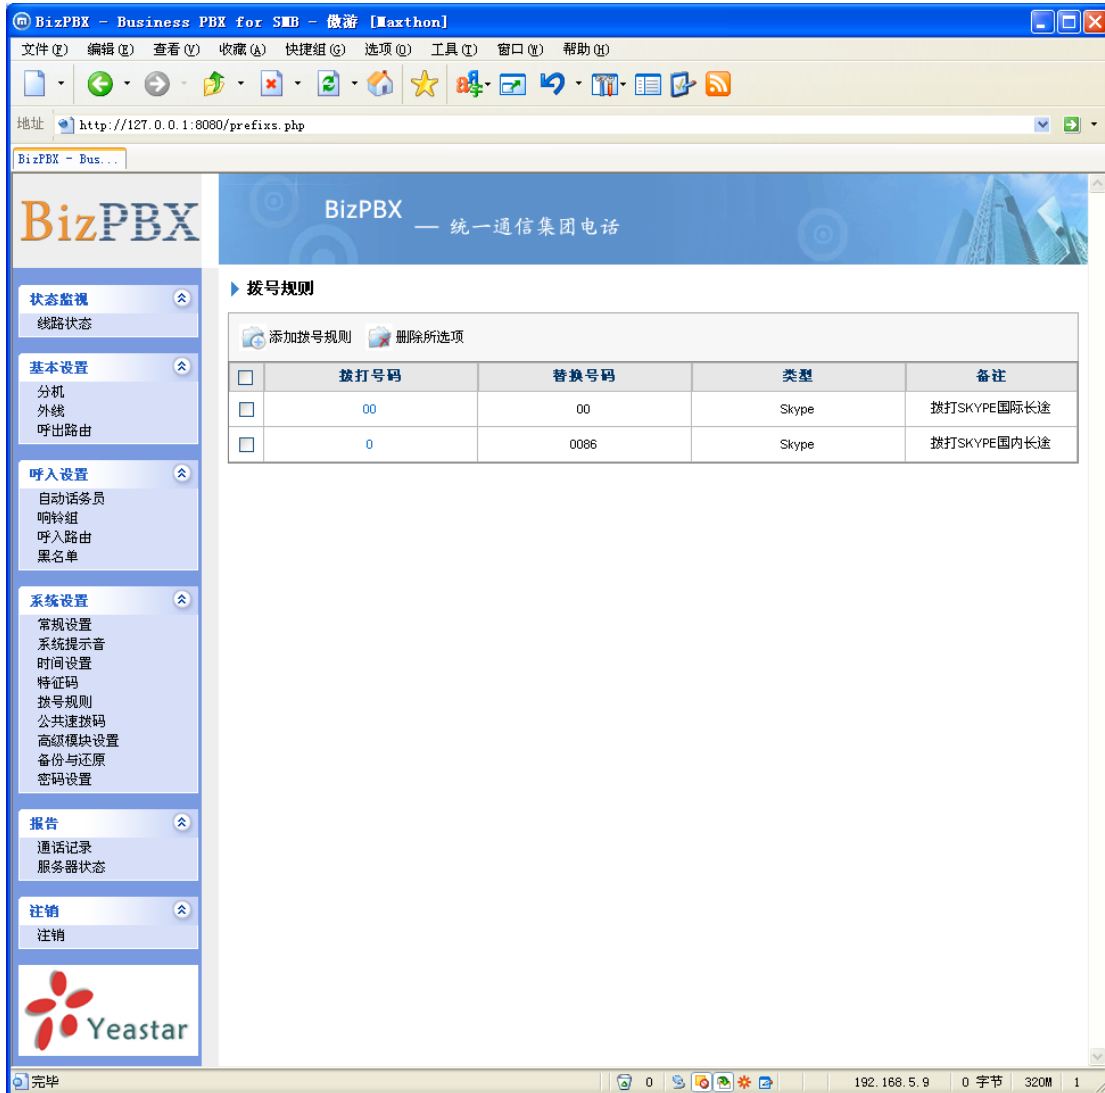 BizPBX - Business PBX for SMB - 傲游 [Maxthon]
文件(F) 编辑(E) 查看(V) 收藏(A) 快捷组(G) 选项(O) 工具(T) 窗口(W) 帮助(H)
地址 http://127.0.0.1:8080/prefixs.php
BizPBX - Bus...
BizPBX
BizPBX
— 统一通信集团电话
状态监视
线路状态
基本设置
分机
外线
呼出路由
呼入设置
自动话务员
响铃组
呼入路由
黑名单
系统设置
常规设置
系统提示音
时间设置
特征码
拨号规则
公共速拨码
高级模块设置
备份与还原
密码设置
报告
通话记录
服务器状态
注销
注销
Yeastar
拨号规则
添加拨号规则 删除所选项
拨打号码 替换号码 类型 备注
00 00 Skype 拨打SKYPE国际长途
0 0086 Skype 拨打SKYPE国内长途
完毕 0 192.168.5.9 0 字节 320M 1